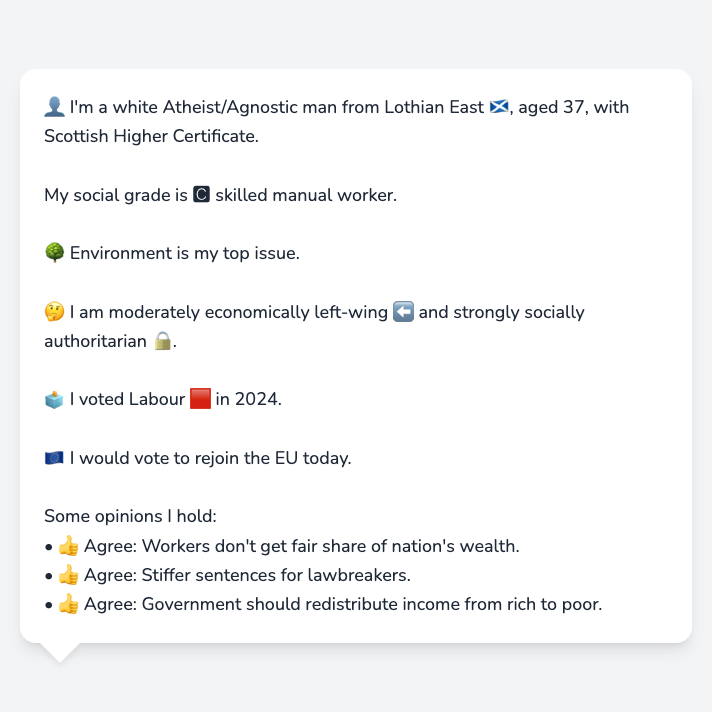 👤 I'm a white Atheist/Agnostic man from Lothian East 🏴󠁧󠁢󠁳󠁣󠁴󠁿, aged 37, with
Scottish Higher Certificate.
My social grade is 🅲 skilled manual worker.
🌳 Environment is my top issue.
🤔 I am moderately economically left-wing ⬅️ and strongly socially
authoritarian 🔒.
🗳️ I voted Labour 🟥 in 2024.
🇪🇺 I would vote to rejoin the EU today.
Some opinions I hold:
• 👍 Agree: Workers don't get fair share of nation's wealth.
• 👍 Agree: Stiffer sentences for lawbreakers.
• 👍 Agree: Government should redistribute income from rich to poor.